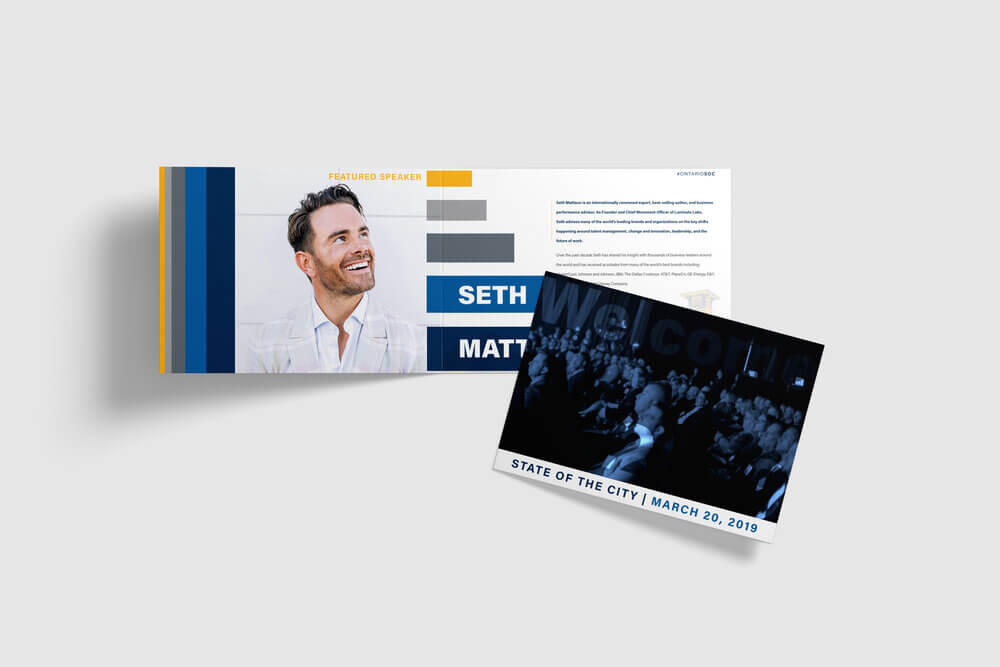 FEATURED SPEAKER
#ONTARIOSOC
Seth Mattison is an internationally renowned expert, best-selling author, and business
performance advisor. As Founder and Chief Movement Officer of Luminate Labs,
Seth advises many of the world's leading brands and organizations on the key shifts
happening around talent management, change and innovation, leadership, and the
future of work.
Over the past decade Seth has shared his insight with thousands of business leaders around
the world and has received accolades from many of the world's best brands including
Johnson and Johnson, IBM, The Dallas Cowboys, AT&T, PepsiCo, GE Energy, E&Y,
Company.
SETH
MATT
Welcome
STATE OF THE CITY | MARCH 20, 2019